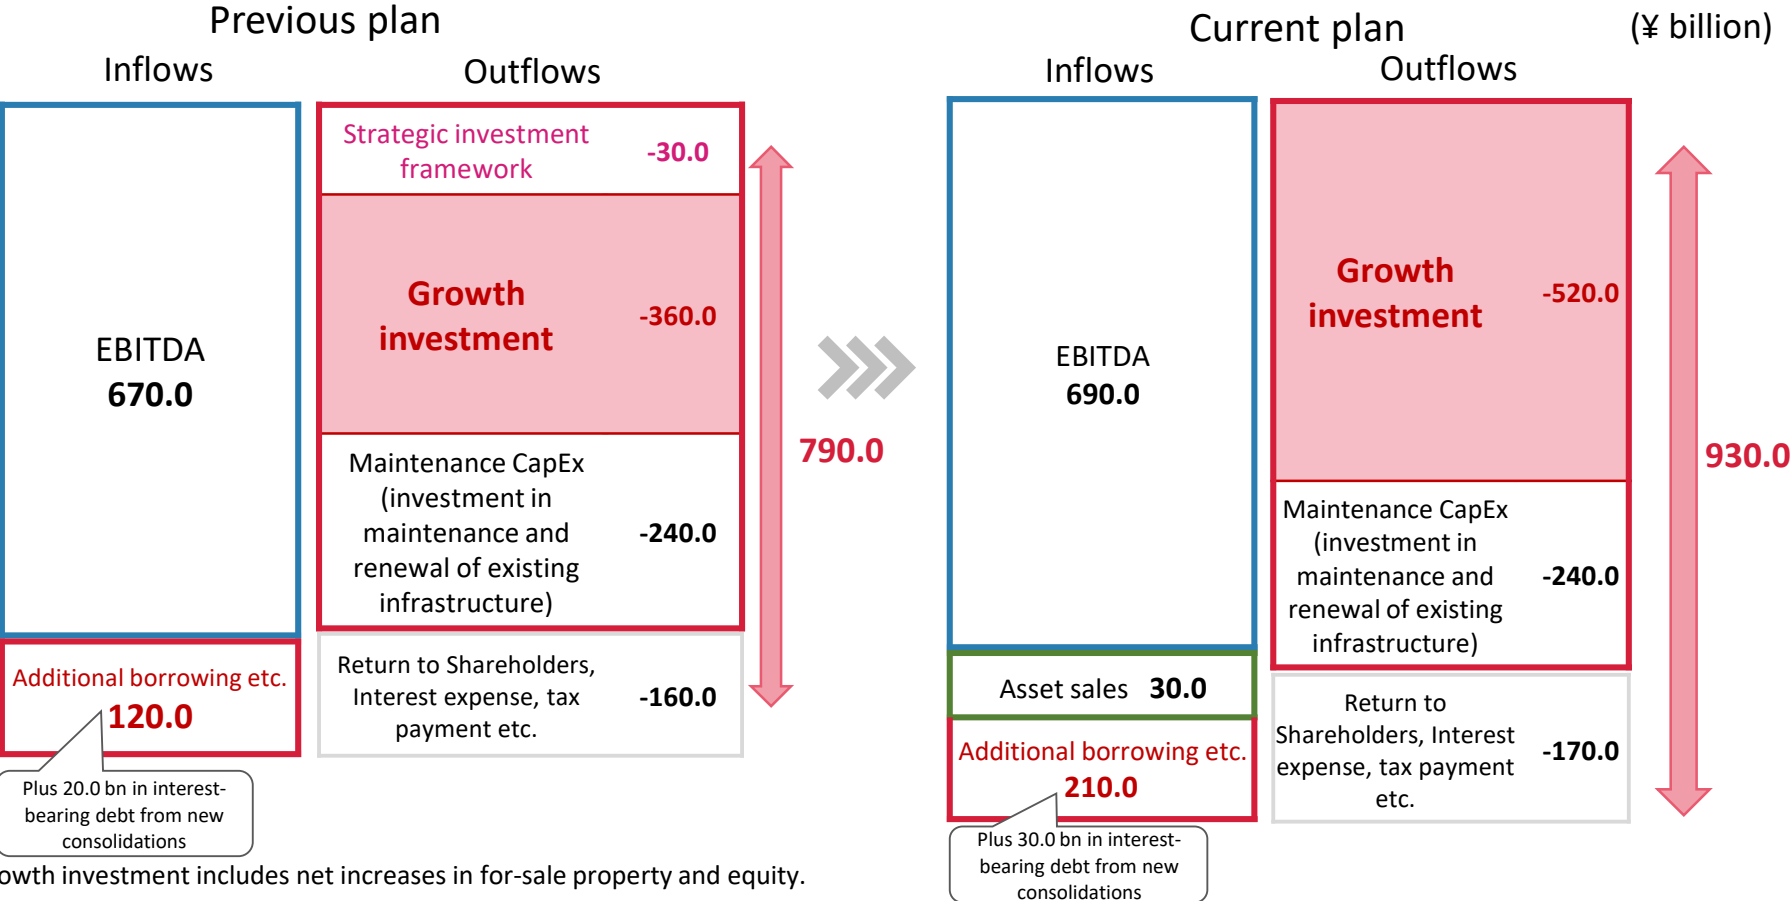 Previous plan
Inflows
Outflows
EBITDA
670.0
Additional borrowing etc.
120.0
Plus 20.0 bn in interest-
bearing debt from new
consolidations
Strategic investment
framework
-30.0
Growth
investment
-360.0
Maintenance CapEx
(investment in
maintenance and
renewal of existing
infrastructure)
-240.0
Return to Shareholders,
Interest expense, tax
payment etc.
-160.0
790.0
Current plan
(¥ billion)
Inflows
Outflows
EBITDA
690.0
Asset sales 30.0
Additional borrowing etc.
210.0
Plus 30.0 bn in interest-
bearing debt from new
consolidations
Growth
investment
-520.0
Maintenance CapEx
(investment in
maintenance and
renewal of existing
infrastructure)
-240.0
Return to
Shareholders, Interest
expense, tax payment
etc.
-170.0
930.0
owth investment includes net increases in for-sale property and equity.